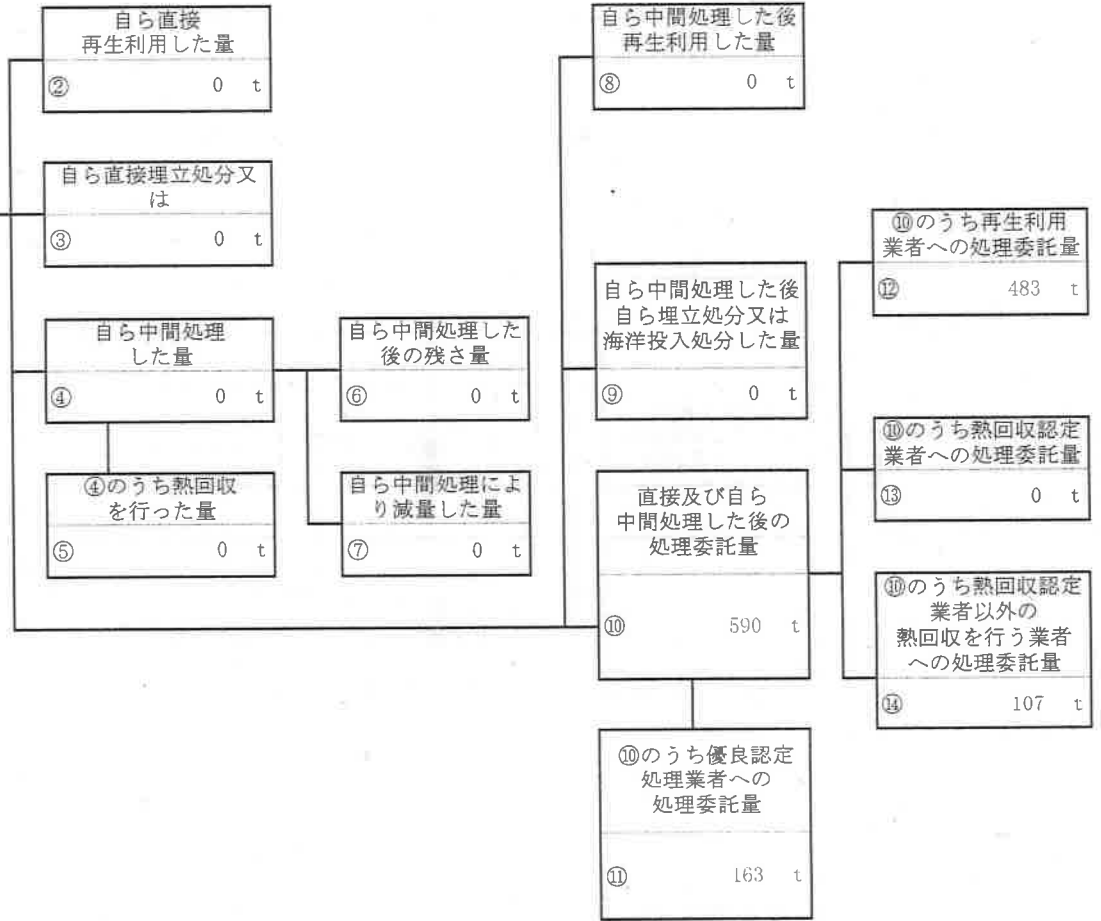 自ら直接
再生利用した量
② 0 t
自ら直接埋立処分又
は
③ 0 t
自ら中間処理
した量
④ 0 t
④のうち熱回収
を行った量
⑤ 0 t
自ら中間処理した
後の残さ量
⑥ 0 t
自ら中間処理によ
り減量した量
⑦ 0 t
自ら中間処理した後
再生利用した量
⑧ 0 t
自ら中間処理した後
自ら埋立処分又は
海洋投入処分した量
⑨ 0 t
直接及び自ら
中間処理した後の
処理委託量
⑩ 590 t
⑩のうち優良認定
処理業者への
処理委託量
⑪ 163 t
⑩のうち再生利用
業者への処理委託量
⑫ 483 t
⑩のうち熱回収認定
業者への処理委託量
⑬ 0 t
⑩のうち熱回収認定
業者以外の
熱回収を行う業者
への処理委託量
⑭ 107 t